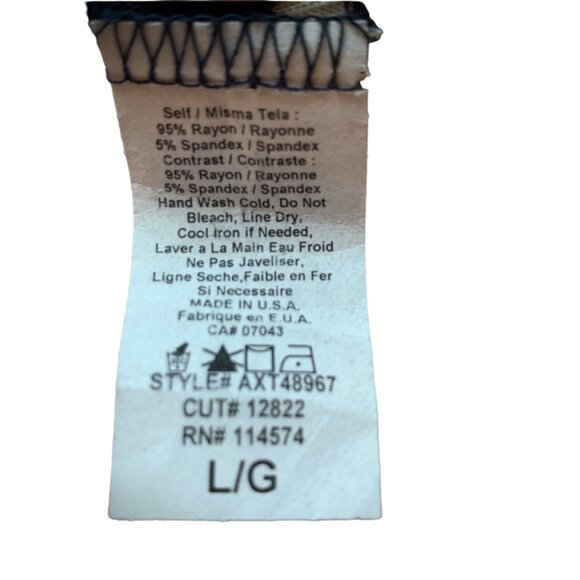 Self / Misma Tela :
95% Rayon / Rayonne
5% Spandex / Spandex
Contrast / Contraste :
95% Rayon / Rayonne
5% Spandex / Spandex
Hand Wash Cold, Do Not
Bleach, Line Dry,
Cool Iron if Needed,
Laver a La Main Eau Froid
Ne Pas Javeliser,
Ligne Seche,Faible en Fer
Si Necessaire
MADE IN U.S.A.
Fabrique en E.U.A.
CA# 07043
STYLE# AXT48967
CUT# 12822
RN# 114574
L/G